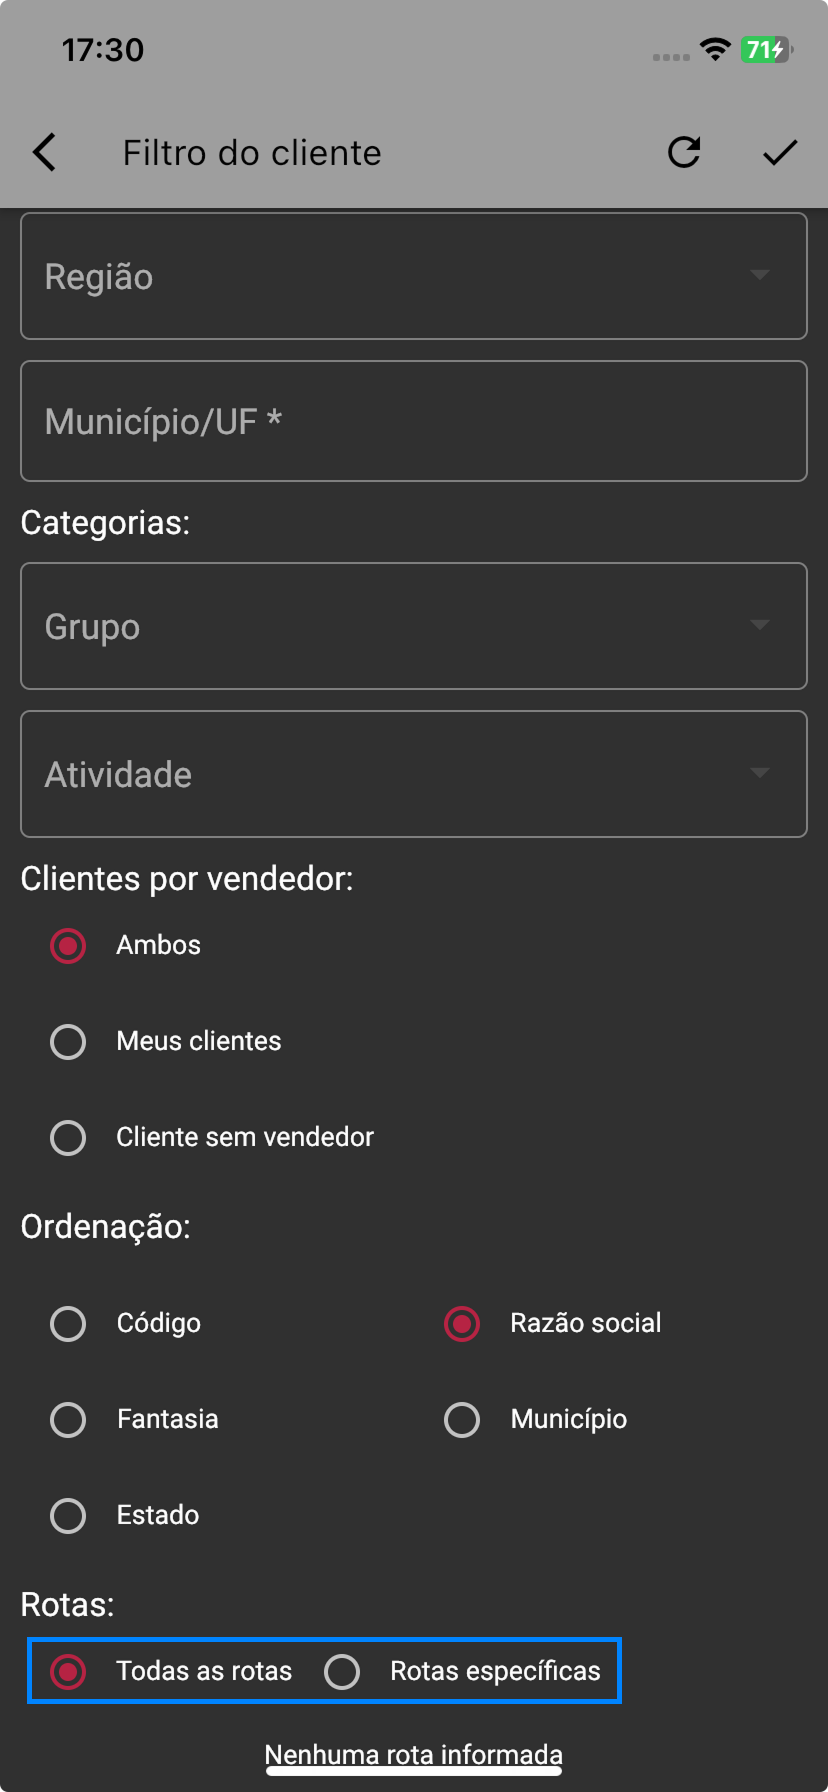 17:30
71
Filtro do cliente
Região
Município/UF *
Categorias:
Grupo
Atividade
Clientes por vendedor:
Ambos
Meus clientes
Cliente sem vendedor
Ordenação:
Código Razão social
Fantasia Município
Estado
Rotas:
Todas as rotas Rotas específicas
Nenhuma rota informada